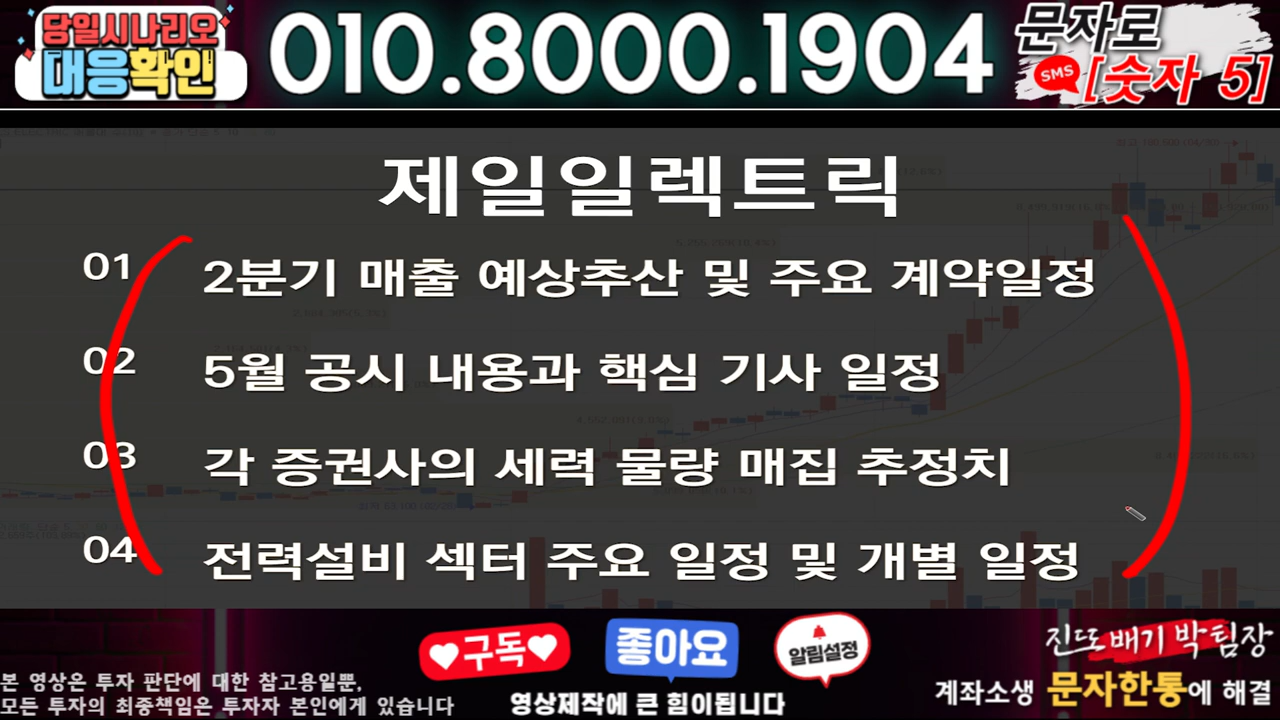 당일시나리오
대응확인
010.8000.1904
문자로
SMS [숫자 5]
제일일렉트릭
01 2분기 매출 예상추산 및 주요 계약일정
02 5월 공시 내용과 핵심 기사 일정
03 각 증권사의 세력 물량 매집 추정치
04 전력설비 섹터 주요 일정 및 개별 일정
구독
좋아요
알림설정
영상제작에 큰 힘이됩니다
본 영상은 투자 판단에 대한 참고용일뿐,
모든 투자의 최종책임은 투자자 본인에게 있습니다
진또배기 박팀장
계좌소생 문자한통에 해결